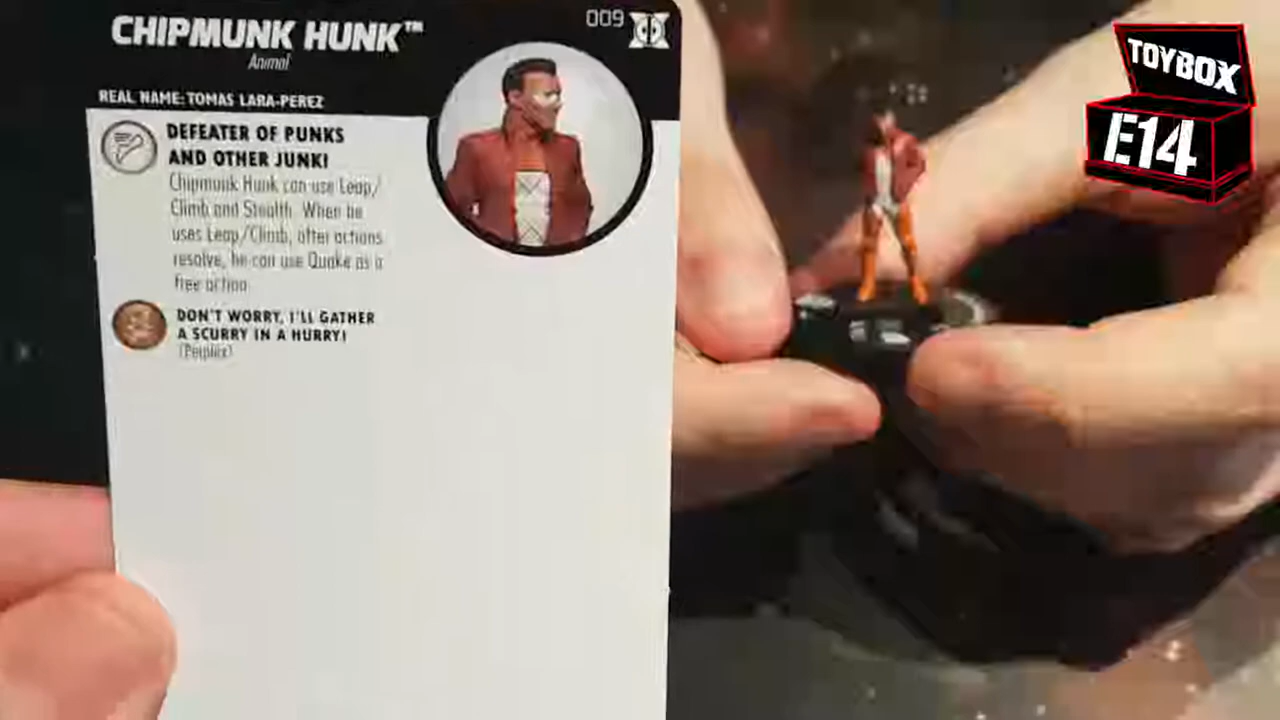 CHIPMUNK HUNK™
009
Animal
REAL NAME: TOMAS LARA-PEREZ
DEFEATER OF PUNKS
AND OTHER JUNK!
Chipmunk Hunk can use Leap/
Climb and Stealth. When he
uses Leap/Climb, after actions
resolve, he can use Quake as a
free action.
DON'T WORRY, I'LL GATHER
A SCURRY IN A HURRY!
(Perplex)
TOYBOX
E14